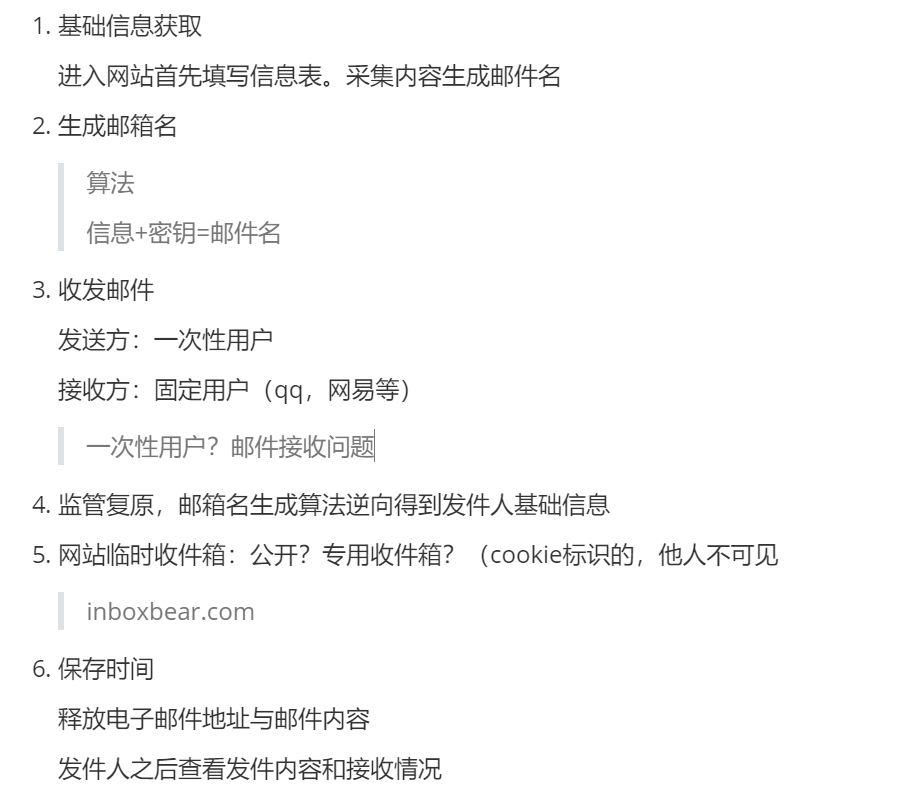 1. 基础信息获取
进入网站首先填写信息表。采集内容生成邮件名
2. 生成邮箱名
算法
信息+密钥=邮件名
3. 收发邮件
发送方：一次性用户
接收方：固定用户（qq，网易等）
一次性用户？邮件接收问题
4. 监管复原，邮箱名生成算法逆向得到发件人基础信息
5. 网站临时收件箱：公开？专用收件箱？（cookie标识的，他人不可见
inboxbear.com
6. 保存时间
释放电子邮件地址与邮件内容
发件人之后查看发件内容和接收情况